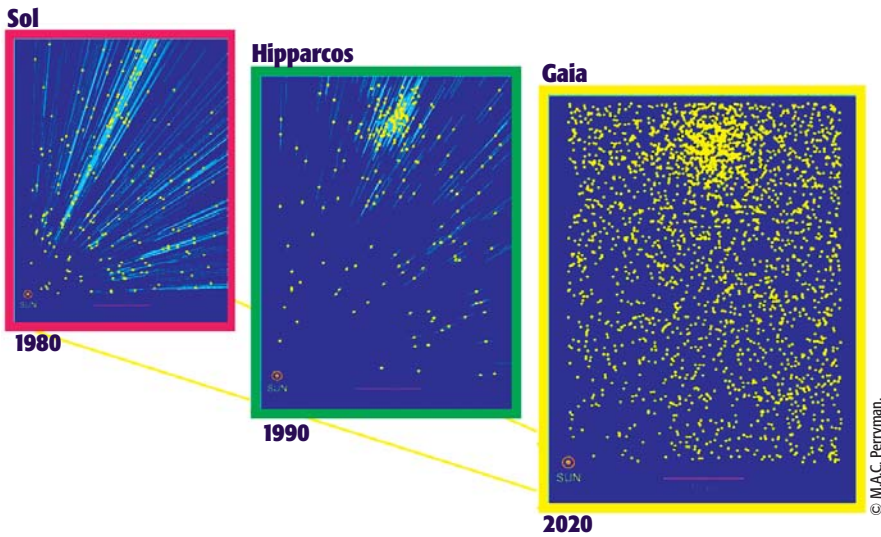 Sol
Hipparcos
Gaia
SUN
1980
SUN
1990
SUN
2020
© M.A.C. Perryman.